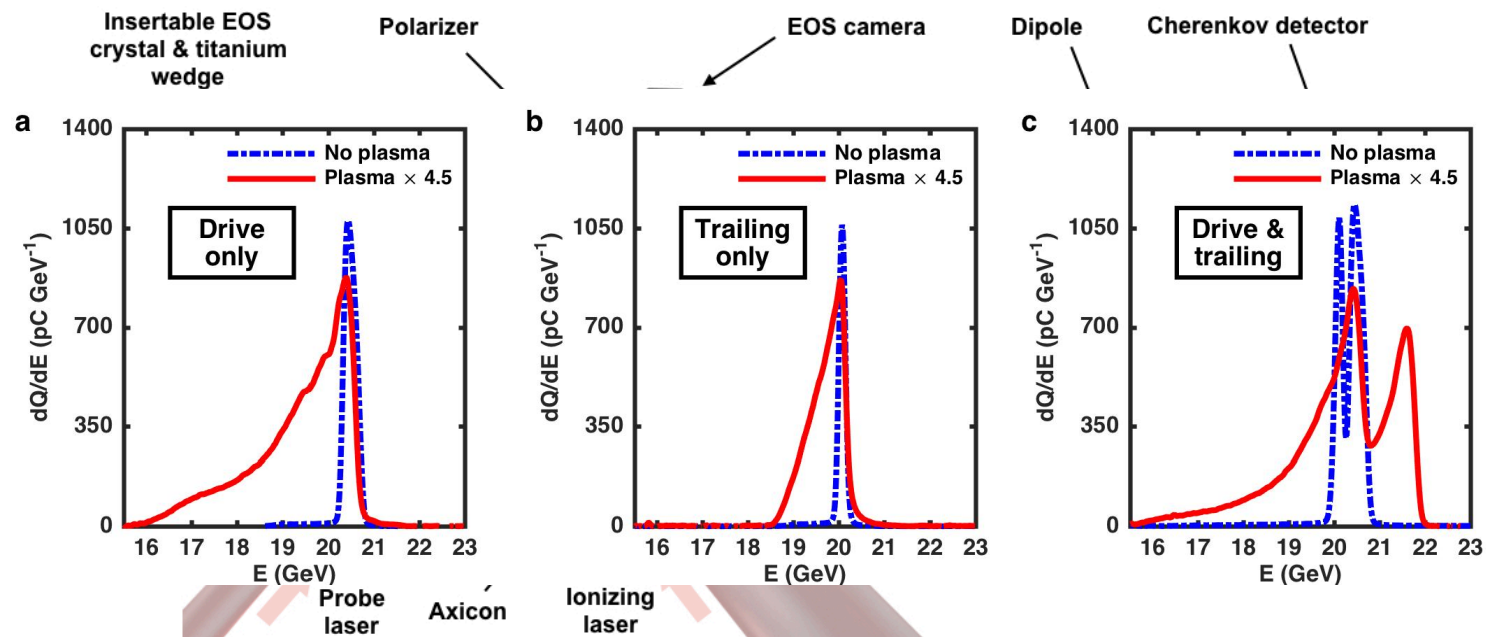 Insertable EOS
crystal & titanium
wedge
Polarizer
EOS camera
Dipole
Cherenkov detector
a
1400
1050
700
350
0
dQ/dE (pC GeV⁻¹)
No plasma
Plasma × 4.5
Drive
only
16 17 18 19 20 21 22 23
E (GeV)
b
1400
1050
700
350
0
dQ/dE (pC GeV⁻¹)
No plasma
Plasma × 4.5
Trailing
only
16 17 18 19 20 21 22 23
E (GeV)
c
1400
1050
700
350
0
dQ/dE (pC GeV⁻¹)
No plasma
Plasma × 4.5
Drive &
trailing
16 17 18 19 20 21 22 23
E (GeV)
Probe
laser
Axicon
Ionizing
laser